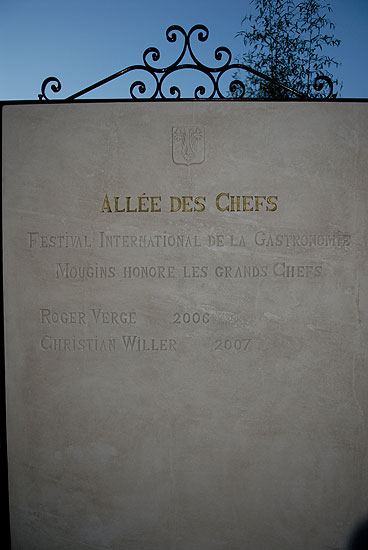 ALLÉE DES CHEFS
FESTIVAL INTERNATIONAL DE LA GASTRONOMIE
MOUGINS HONORE LES GRANDS CHEFS
ROGER VERGÉ 2006
CHRISTIAN WILLER 2007